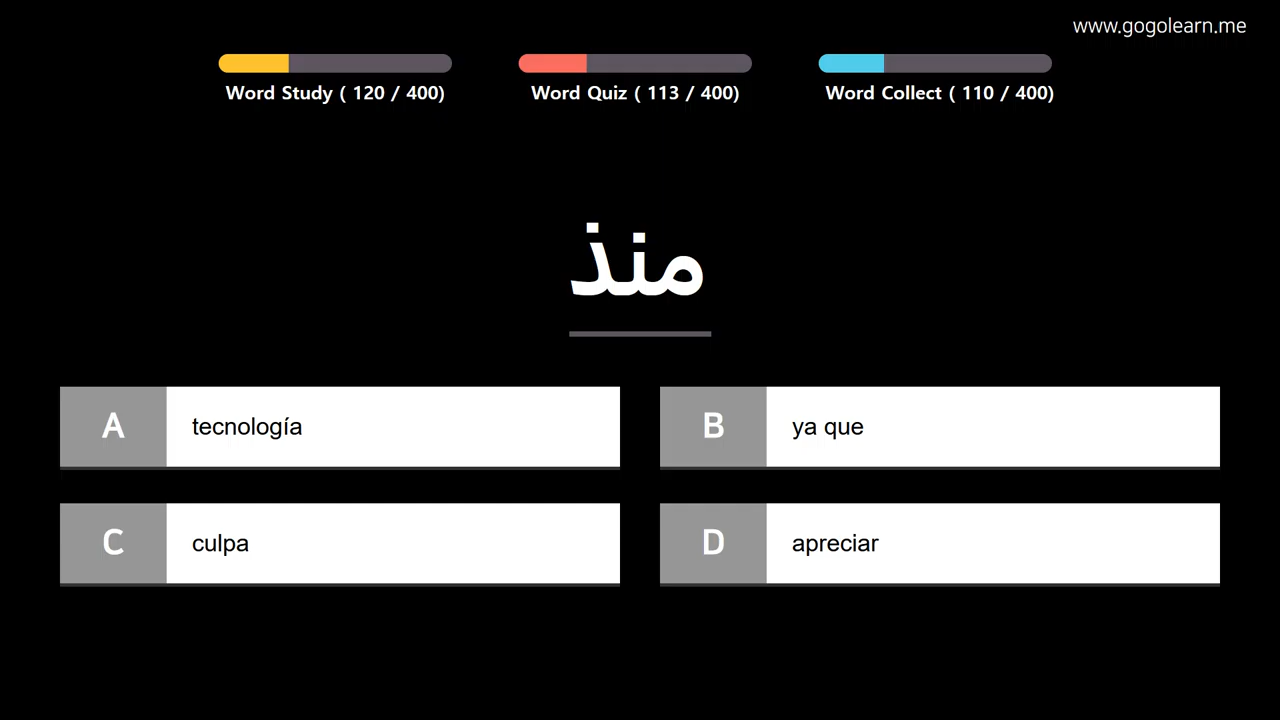 www.gogolearn.me
Word Study ( 120 / 400)
Word Quiz ( 113 / 400)
Word Collect ( 110 / 400)
منذ
A tecnología
B ya que
C culpa
D apreciar